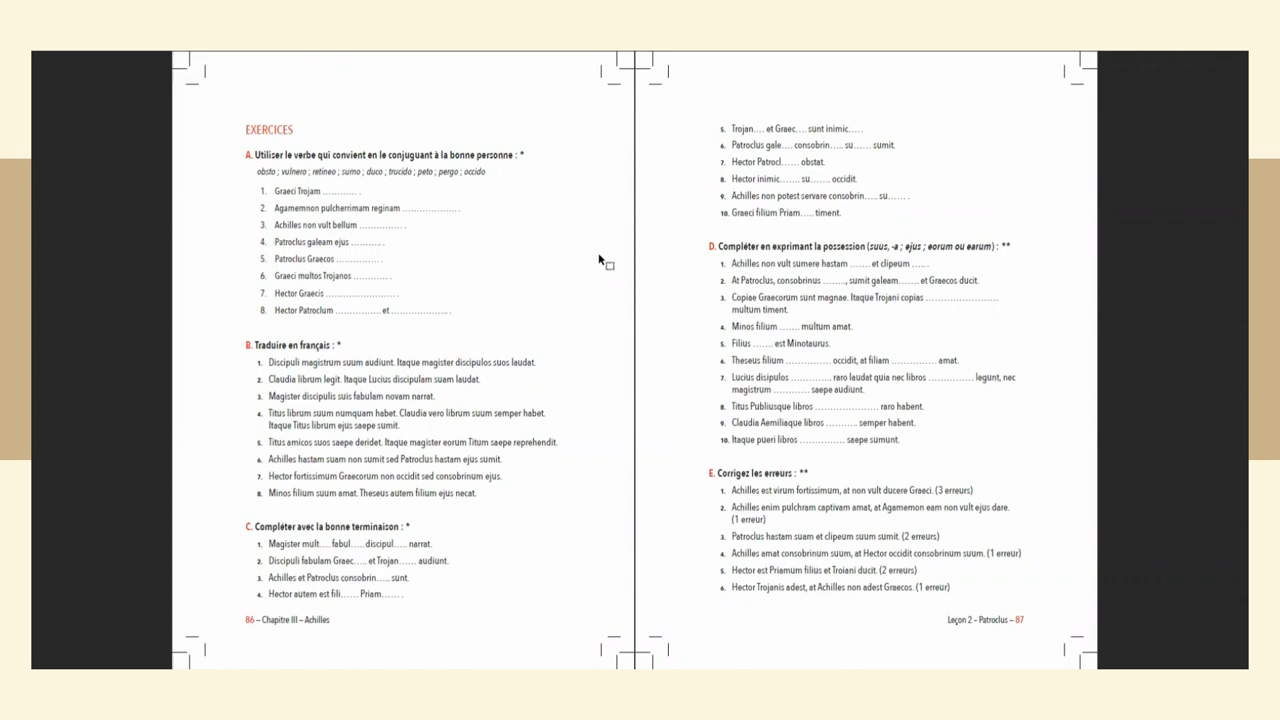 EXERCICES
A. Utiliser le verbe qui convient en le conjuguant à la bonne personne : *
obsto ; vulnero ; retineo ; sumo ; duco ; trucido ; peto ; pergo ; occido
1. Graeci Trojam ………… .
2. Agamemnon pulcherrimam reginam ………………… .
3. Achilles non vult bellum …………… .
4. Patroclus galeam ejus ……….. .
5. Patroclus Graecos …………… .
6. Graeci multos Trojanos ………… .
7. Hector Graecis …………………… .
8. Hector Patroclum ……………. et ………………… .
B. Traduire en français : *
1. Discipuli magistrum suum audiunt. Itaque magister discipulos suos laudat.
2. Claudia librum legit. Itaque Lucius discipulam suam laudat.
3. Magister discipulis suis fabulam novam narrat.
4. Titus librum suum numquam habet. Claudia vero librum suum semper habet.
Itaque Titus librum ejus saepe sumit.
5. Titus amicos suos saepe deridet. Itaque magister eorum Titum saepe reprehendit.
6. Achilles hastam suam non sumit sed Patroclus hastam ejus sumit.
7. Hector fortissimum Graecorum non occidit sed consobrinum ejus.
8. Minos filium suum amat. Theseus autem filium ejus necat.
C. Compléter avec la bonne terminaison : *
1. Magister mult…. fabul….. discipul….. narrat.
2. Discipuli fabulam Graec….. et Trojan…… audiunt.
3. Achilles et Patroclus consobrin….. sunt.
4. Hector autem est fili…… Priam…… .
86 – Chapitre III – Achilles
5. Trojan…. et Graec…. sunt inimic….. .
6. Patroclus gale…. consobrin….. su…… sumit.
7. Hector Patrocl…… obstat.
8. Hector inimic……. su……. occidit.
9. Achilles non potest servare consobrin….. su…… .
10. Graeci filium Priam….. timent.
D. Compléter en exprimant la possession (suus, -a ; ejus ; eorum ou earum) : **
1. Achilles non vult sumere hastam ……. et clipeum ….. .
2. At Patroclus, consobrinus …….., sumit galeam……. et Graecos ducit.
3. Copiae Graecorum sunt magnae. Itaque Trojani copias ………………………
multum timent.
4. Minos filium ……. multum amat.
5. Filius ……. est Minotaurus.
6. Theseus filium …………….. occidit, at filiam …………… amat.
7. Lucius disipulos ………….. raro laudat quia nec libros ……………. legunt, nec
magistrum ………… saepe audiunt.
8. Titus Publiusque libros ………………….. raro habent.
9. Claudia Aemiliaque libros ……….. semper habent.
10. Itaque pueri libros ……………. saepe sumunt.
E. Corrigez les erreurs : **
1. Achilles est virum fortissimum, at non vult ducere Graeci. (3 erreurs)
2. Achilles enim pulchram captivam amat, at Agamemon eam non vult ejus dare.
(1 erreur)
3. Patroclus hastam suam et clipeum suum sumit. (2 erreurs)
4. Achilles amat consobrinum suum, at Hector occidit consobrinum suum. (1 erreur)
5. Hector est Priamum filius et Troiani ducit. (2 erreurs)
6. Hector Trojanis adest, at Achilles non adest Graecos. (1 erreur)
Leçon 2 – Patroclus – 87